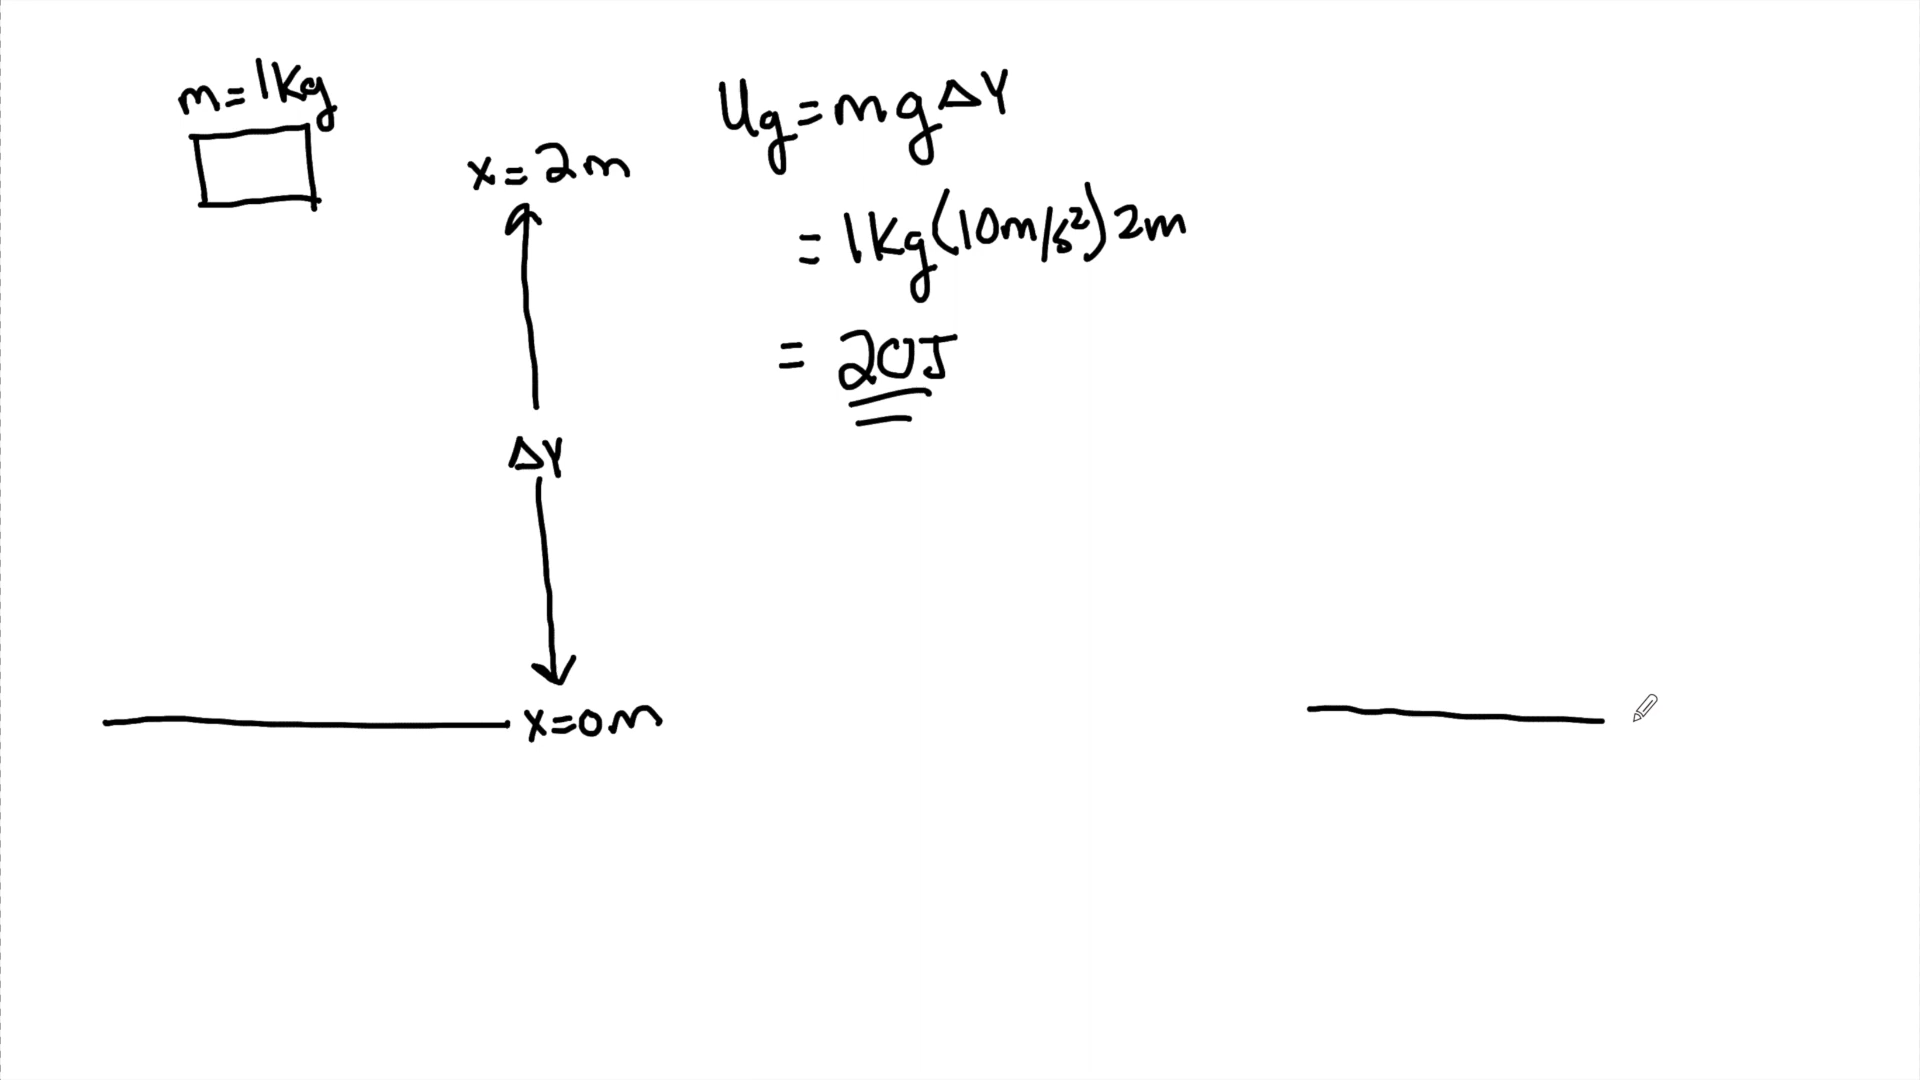 m=1Kg
x=2m
ΔY
x=0m
Ug=mgΔY
=1Kg(10m/s²)2m
=20J